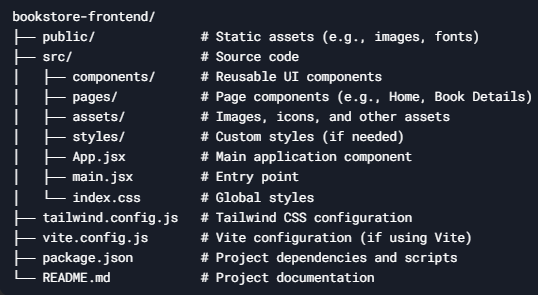 bookstore-frontend/
├── public/              # Static assets (e.g., images, fonts)
├── src/                 # Source code
│   ├── components/      # Reusable UI components
│   ├── pages/           # Page components (e.g., Home, Book Details)
│   ├── assets/          # Images, icons, and other assets
│   ├── styles/          # Custom styles (if needed)
│   ├── App.jsx          # Main application component
│   ├── main.jsx         # Entry point
│   └── index.css        # Global styles
├── tailwind.config.js   # Tailwind CSS configuration
├── vite.config.js       # Vite configuration (if using Vite)
├── package.json         # Project dependencies and scripts
└── README.md            # Project documentation